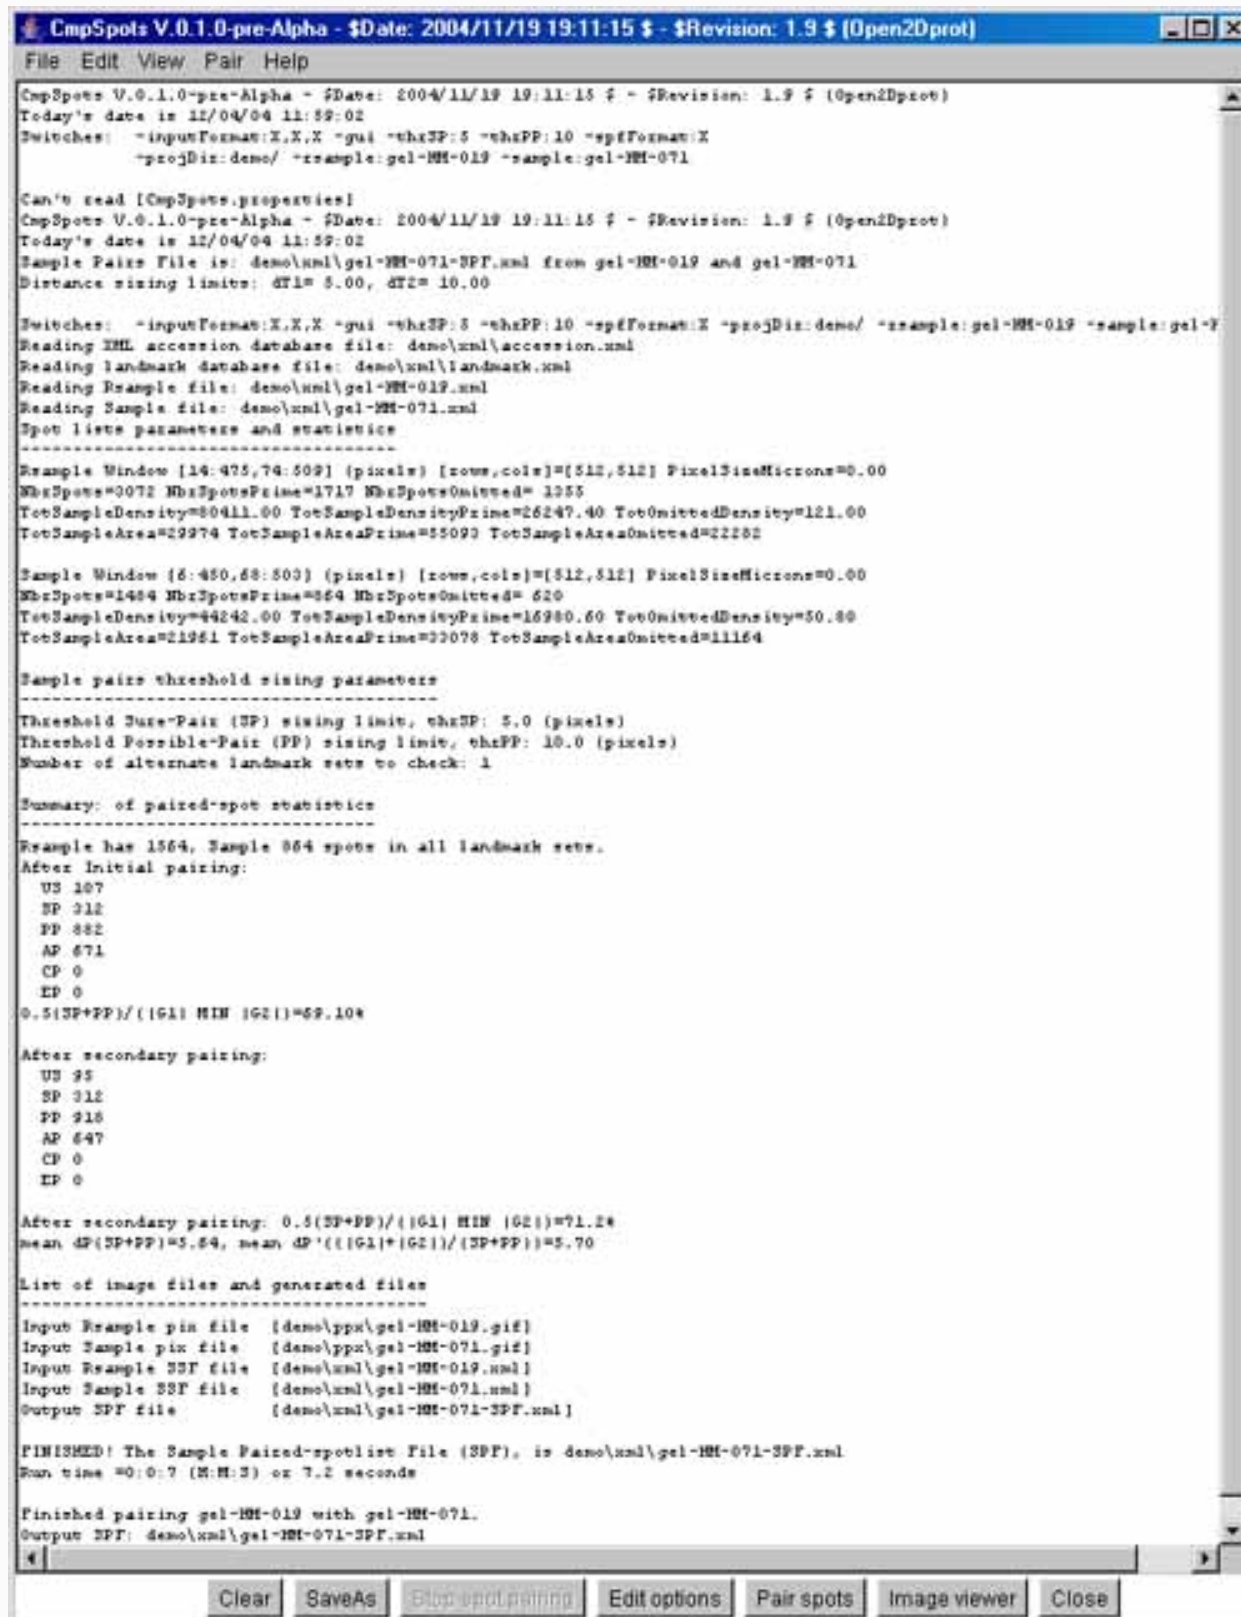 CmpSpots V.0.1.0-pre-Alpha - $Date: 2004/11/19 19:11:15 $ - $Revision: 1.9 $ (Open2Dprot)
File Edit View Pair Help
CmpSpots V.0.1.0-pre-Alpha - $Date: 2004/11/19 19:11:15 $ - $Revision: 1.9 $ (Open2Dprot)
Today's date is 12/04/04 11:59:02
Switches: -inputFormat:X,X,X -gui -thrSP:5 -thrPP:10 -spfFormat:X
-projDir:demo/ -rsample:gel-HM-019 -sample:gel-HM-071
Can't read [CmpSpots.properties]
CmpSpots V.0.1.0-pre-Alpha - $Date: 2004/11/19 19:11:15 $ - $Revision: 1.9 $ (Open2Dprot)
Today's date is 12/04/04 11:59:02
Sample Pairs File is: demo\xml\gel-HM-071-SPF.xml from gel-HM-019 and gel-HM-071
Distance sizing limits: dT1= 5.00, dT2= 10.00
Switches: -inputFormat:X,X,X -gui -thrSP:5 -thrPP:10 -spfFormat:X -projDir:demo/ -rsample:gel-HM-019 -sample:gel-
Reading XML accession database file: demo\xml\accession.xml
Reading landmark database file: demo\xml\landmark.xml
Reading Rsample file: demo\xml\gel-HM-019.xml
Reading Sample file: demo\xml\gel-HM-071.xml
Spot lists parameters and statistics
---------------------------------------
Rsample Window [14:475,74:509] (pixels) [rows,cols]=[512,512] PixelSizeMicrons=0.00
NbrSpots=3072 NbrSpotsPrime=1717 NbrSpotsOmitted= 1355
TotSampleDensity=80411.00 TotSampleDensityPrime=26247.40 TotOmittedDensity=121.00
TotSampleArea=29974 TotSampleAreaPrime=55093 TotSampleAreaOmitted=22282
Sample Window [6:450,68:503] (pixels) [rows,cols]=[512,512] PixelSizeMicrons=0.00
NbrSpots=1484 NbrSpotsPrime=864 NbrSpotsOmitted= 620
TotSampleDensity=44242.00 TotSampleDensityPrime=16980.60 TotOmittedDensity=50.80
TotSampleArea=21961 TotSampleAreaPrime=33078 TotSampleAreaOmitted=11164
Sample pairs threshold sizing parameters
----------------------------------------
Threshold Sure-Pair (SP) sizing limit, thrSP: 5.0 (pixels)
Threshold Possible-Pair (PP) sizing limit, thrPP: 10.0 (pixels)
Number of alternate landmark sets to check: 1
Summary: of paired-spot statistics
----------------------------------
Rsample has 1564, Sample 864 spots in all landmark sets.
After Initial pairing:
US 107
SP 312
PP 882
AP 671
CP 0
EP 0
0.5(SP+PP)/(|G1| MIN |G2|)=69.10%
After secondary pairing:
US 95
SP 312
PP 918
AP 647
CP 0
EP 0
After secondary pairing: 0.5(SP+PP)/(|G1| MIN |G2|)=71.2%
mean dP(SP+PP)=5.64, mean dP'((|G1|+|G2|)/(SP+PP))=5.70
List of image files and generated files
---------------------------------------
Input Rsample pix file [demo\ppx\gel-HM-019.gif]
Input Sample pix file [demo\ppx\gel-HM-071.gif]
Input Rsample SSF file [demo\xml\gel-HM-019.xml]
Input Sample SSF file [demo\xml\gel-HM-071.xml]
Output SPF file [demo\xml\gel-HM-071-SPF.xml]
FINISHED! The Sample Paired-spotlist File (SPF), is demo\xml\gel-HM-071-SPF.xml
Run time =0:0:7 (H:M:S) or 7.2 seconds
Finished pairing gel-HM-019 with gel-HM-071.
Output SPF: demo\xml\gel-HM-071-SPF.xml
Clear SaveAs Stop spot pairing Edit options Pair spots Image viewer Close